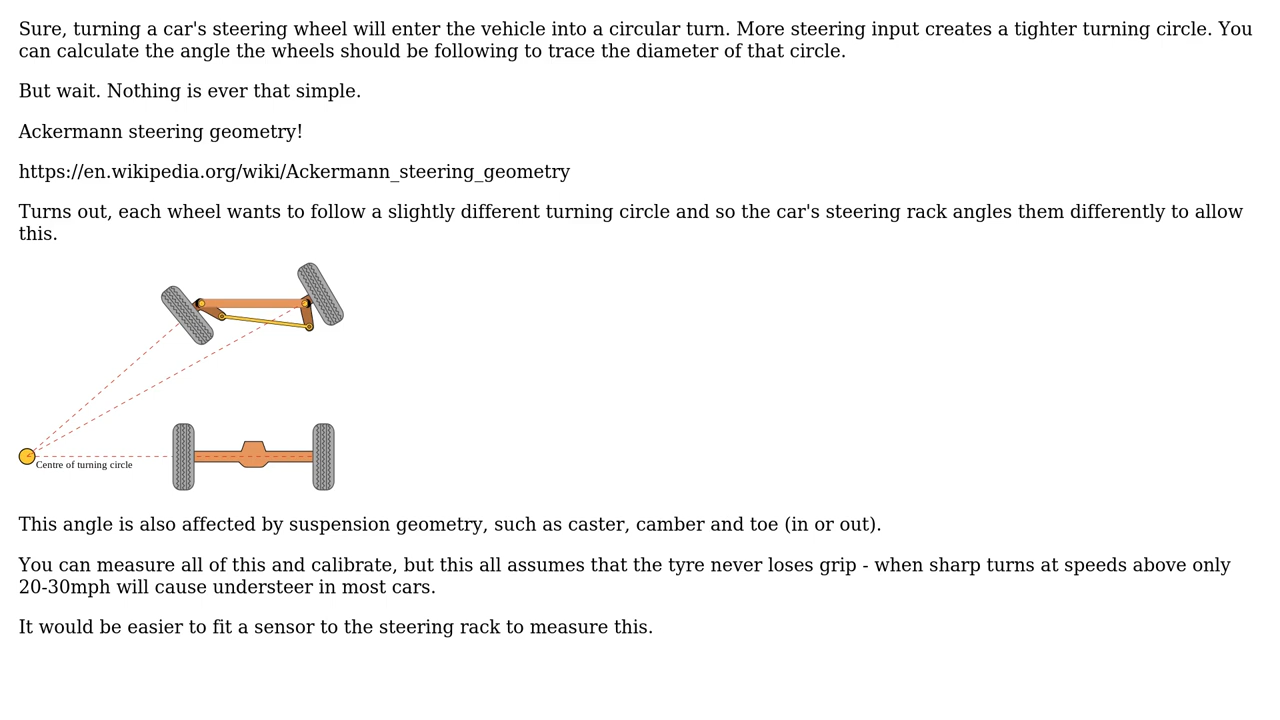 Sure, turning a car's steering wheel will enter the vehicle into a circular turn. More steering input creates a tighter turning circle. You
can calculate the angle the wheels should be following to trace the diameter of that circle.
But wait. Nothing is ever that simple.
Ackermann steering geometry!
https://en.wikipedia.org/wiki/Ackermann_steering_geometry
Turns out, each wheel wants to follow a slightly different turning circle and so the car's steering rack angles them differently to allow
this.
Centre of turning circle
This angle is also affected by suspension geometry, such as caster, camber and toe (in or out).
You can measure all of this and calibrate, but this all assumes that the tyre never loses grip - when sharp turns at speeds above only
20-30mph will cause understeer in most cars.
It would be easier to fit a sensor to the steering rack to measure this.